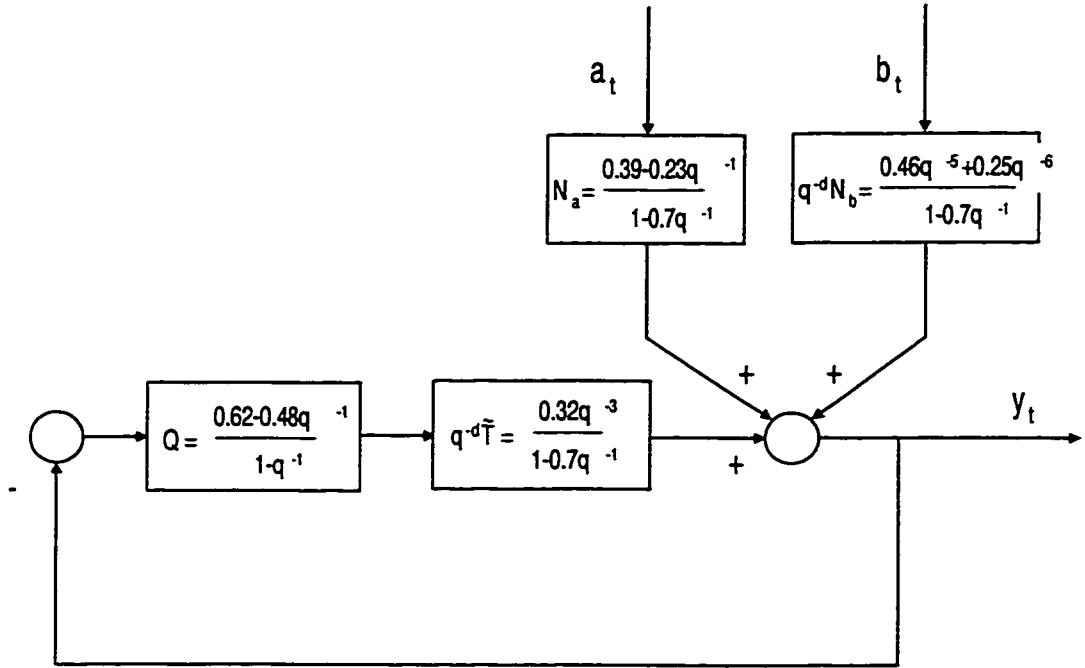 a t
b t
N a = 0.39-0.23q -1
1-0.7q -1
q -d N b = 0.46q -5 +0.25q -6
1-0.7q -1
+ +
y t
Q = 0.62-0.48q -1
1-q -1
q -d T̃ = 0.32q -3
1-0.7q -1
+
-